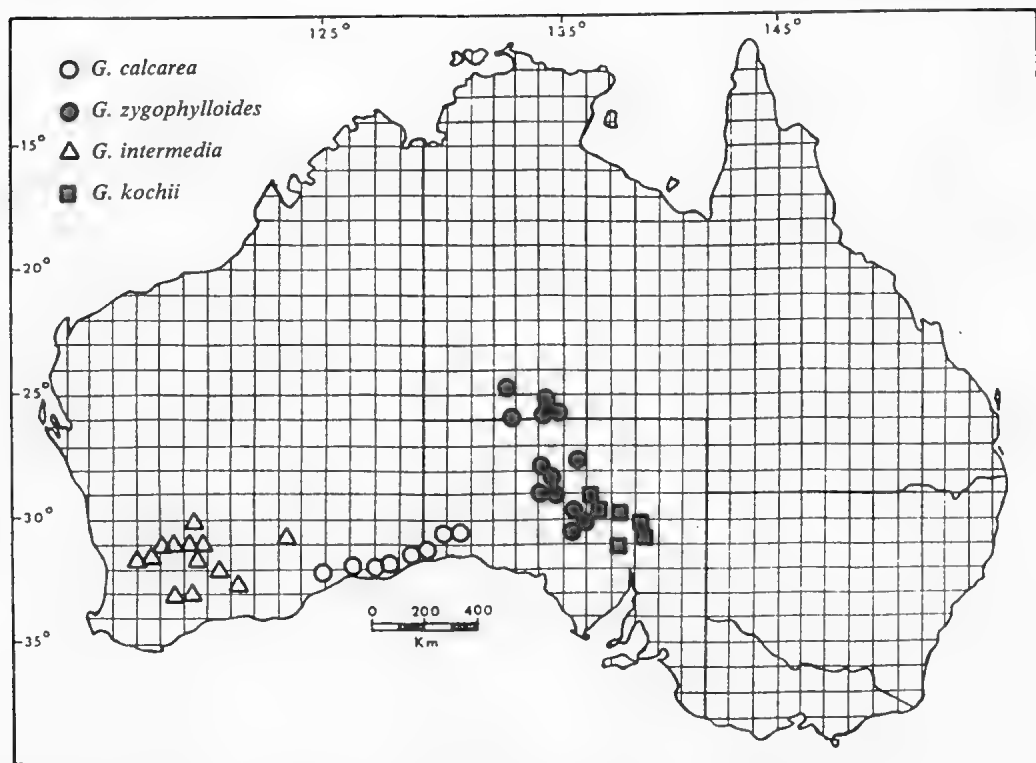 125° 135° 145°
G. calcarea
G. zygophylloides
G. intermedia
G. kochii
15°
20°
25°
30°
35°
0 200 400
Km